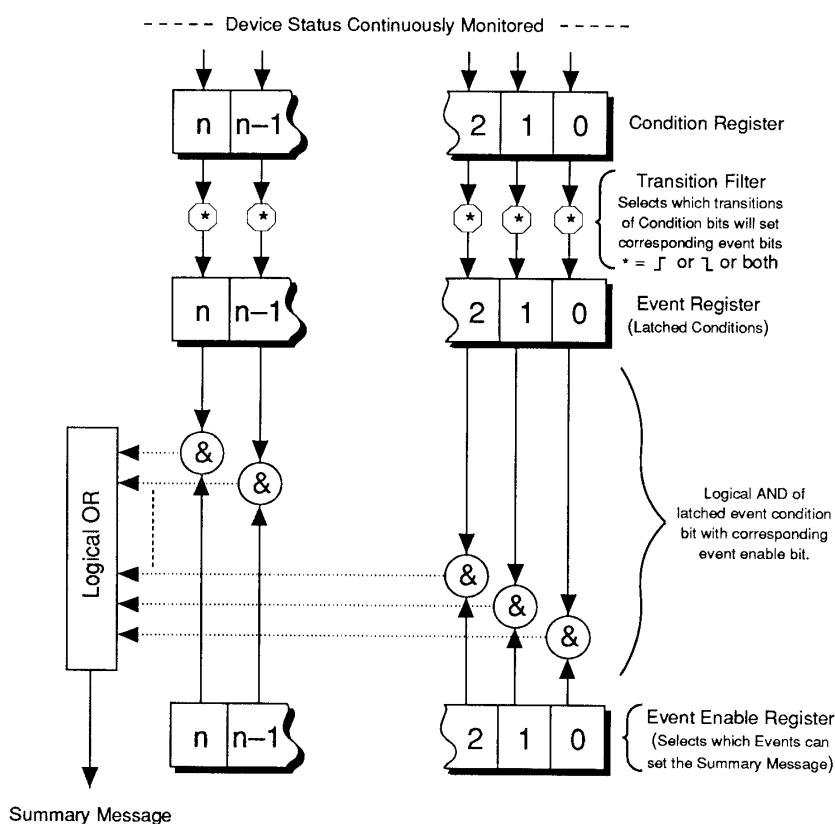 Device Status Continuously Monitored
n n–1 2 1 0
Condition Register
* * * * *
Transition Filter
Selects which transitions
of Condition bits will set
corresponding event bits
* = or or both
n n–1 2 1 0
Event Register
(Latched Conditions)
&
&
Logical OR
Logical AND of
latched event condition
bit with corresponding
event enable bit.
&
&
&
n n–1 2 1 0
Event Enable Register
(Selects which Events can
set the Summary Message)
Summary Message